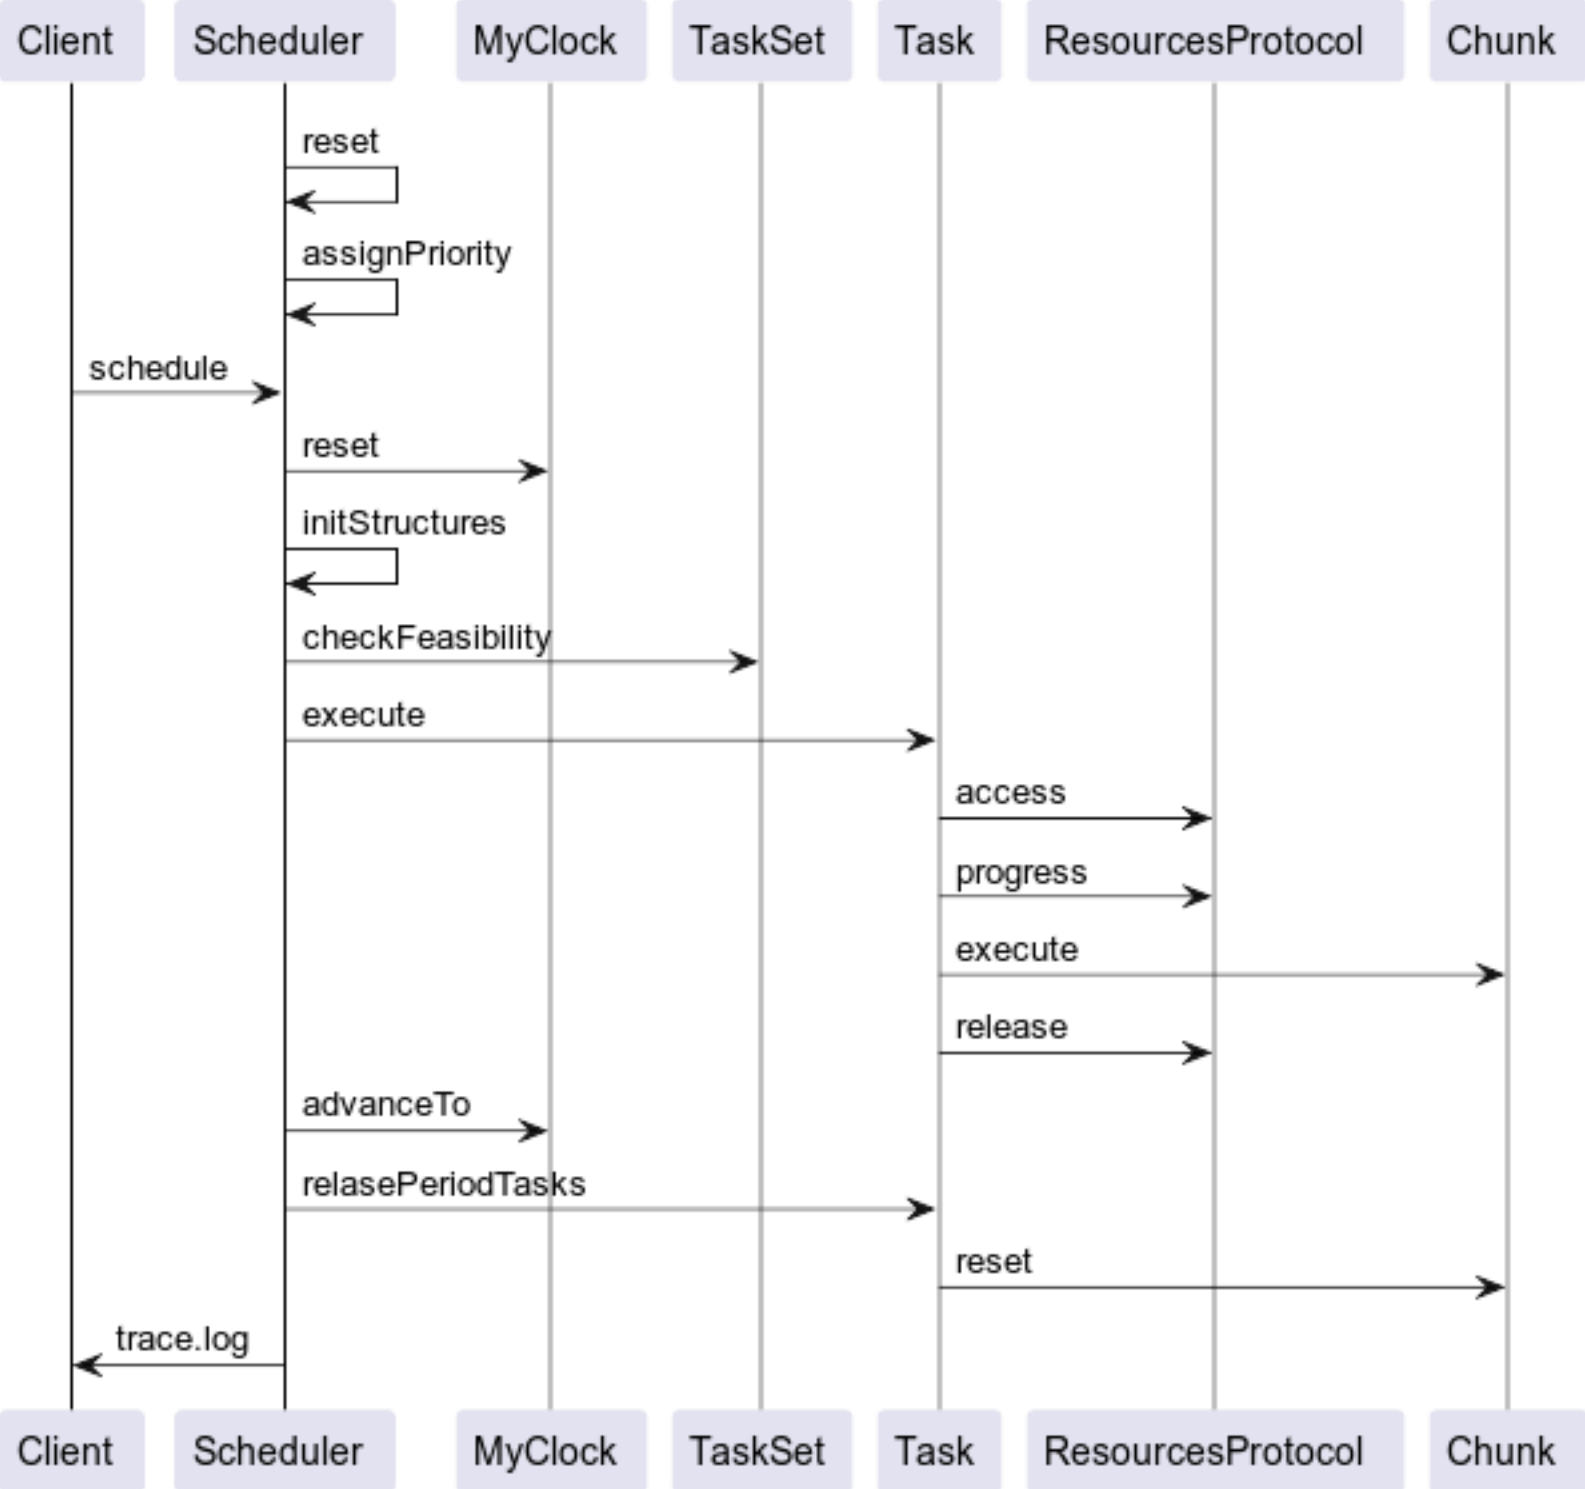 Client Scheduler MyClock TaskSet Task ResourcesProtocol Chunk
reset
assignPriority
schedule
reset
initStructures
checkFeasibility
execute
access
progress
execute
release
advanceTo
relasePeriodTasks
reset
trace.log
Client Scheduler MyClock TaskSet Task ResourcesProtocol Chunk